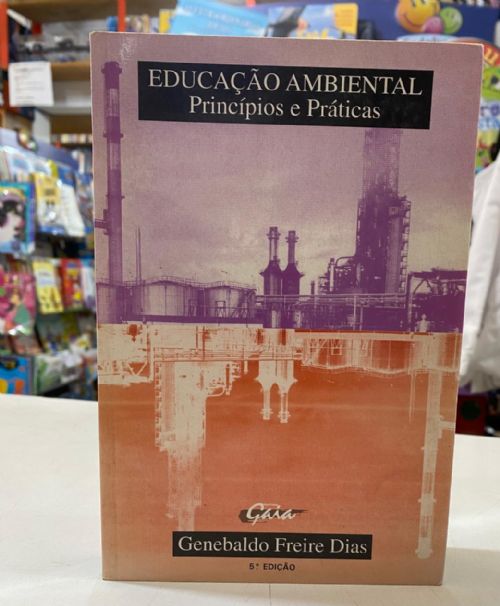 EDUCAÇÃO AMBIENTAL
Princípios e Práticas
Gaia
Genebaldo Freire Dias
5ª EDIÇÃO